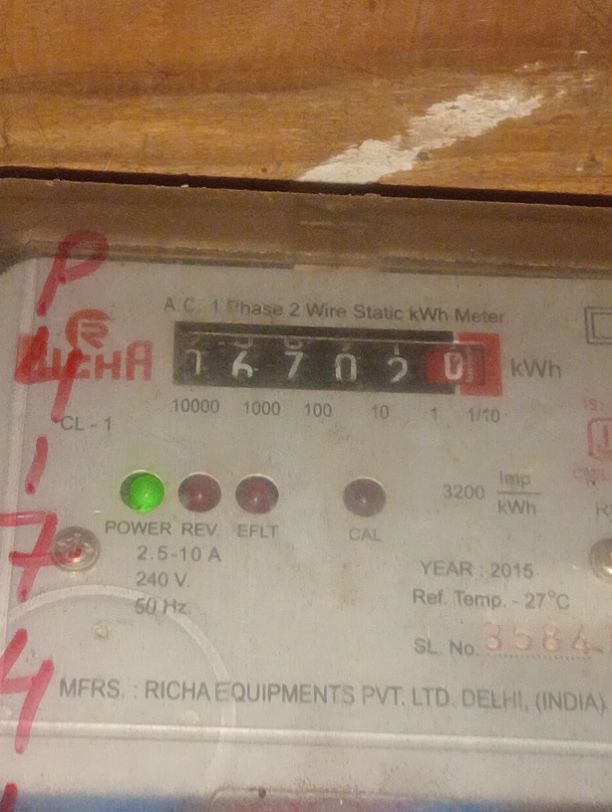 A.C. 1 Phase 2 Wire Static kWh Meter
RICHA
kWh
10000 1000 100 10 1 1/10
CL - 1
3200 Imp
kWh
POWER REV. EFLT CAL
2.5-10 A
240 V.
50 Hz.
YEAR : 2015
Ref. Temp. - 27°C
SL. No. 3584
MFRS. : RICHA EQUIPMENTS PVT. LTD. DELHI, (INDIA)